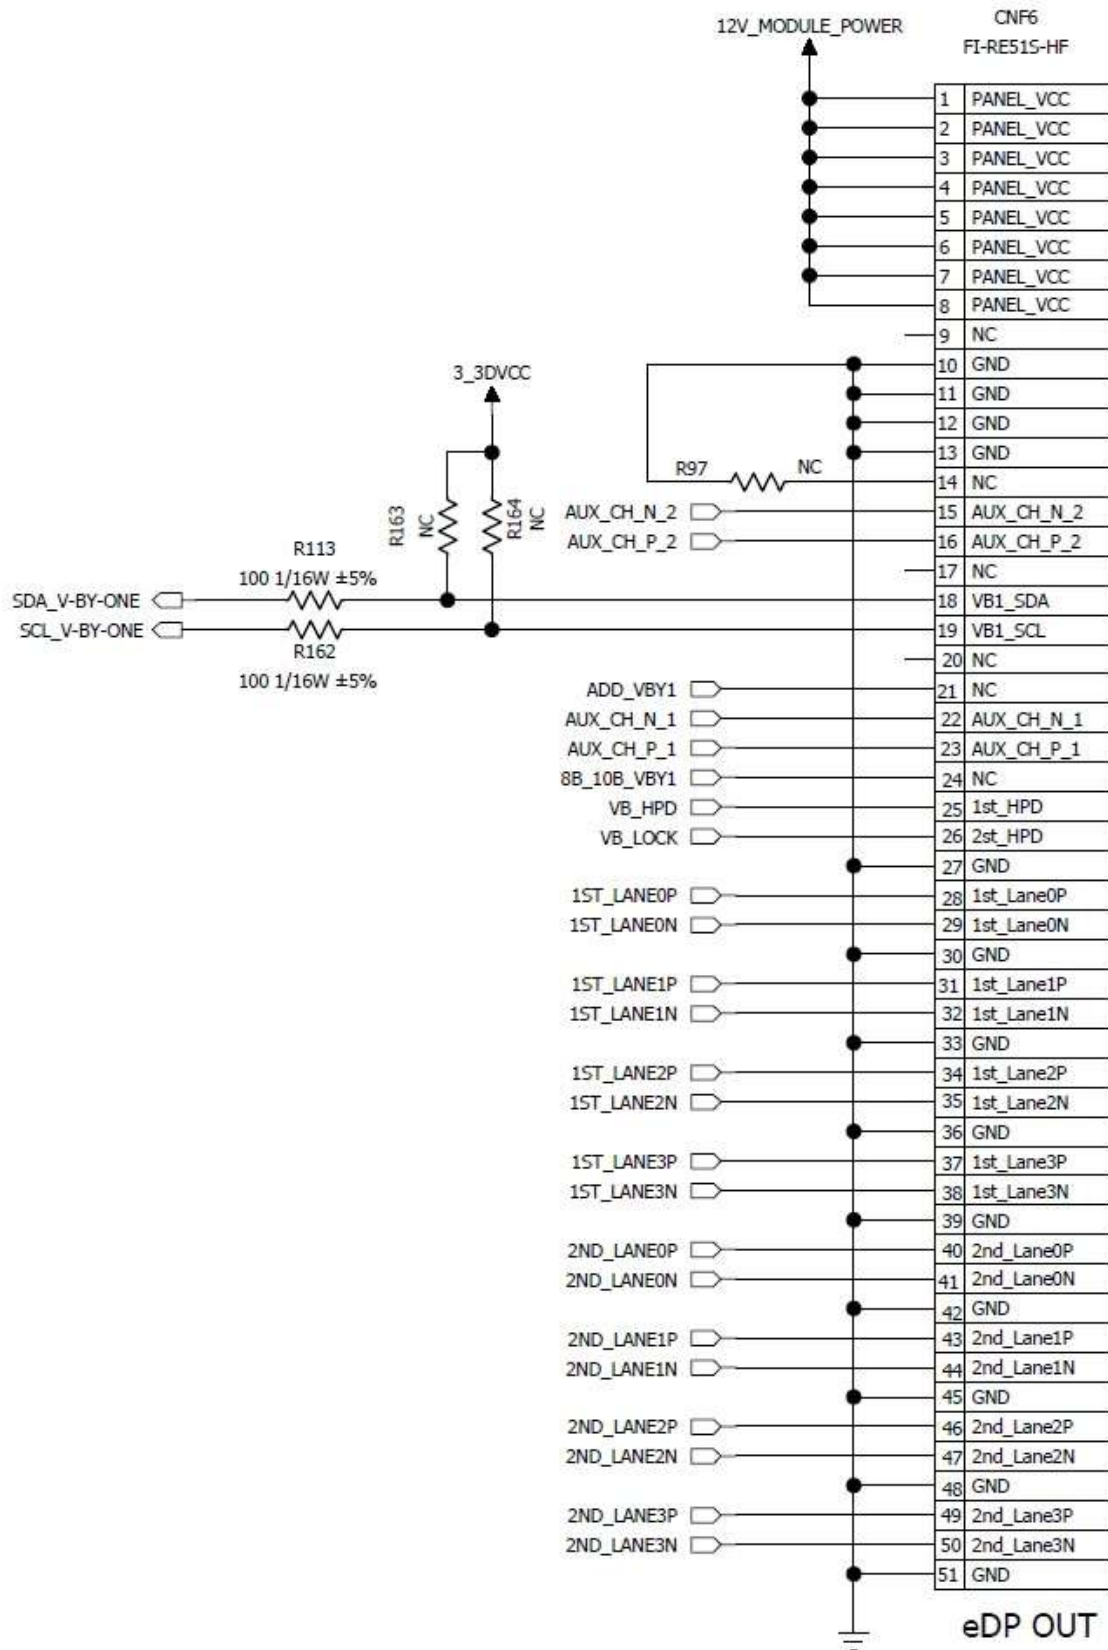 12V_MODULE_POWER
CNF6
FI-RE51S-HF
1 PANEL_VCC
2 PANEL_VCC
3 PANEL_VCC
4 PANEL_VCC
5 PANEL_VCC
6 PANEL_VCC
7 PANEL_VCC
8 PANEL_VCC
9 NC
10 GND
3_3DVCC
11 GND
12 GND
13 GND
R97 NC
14 NC
R163 NC
R164 NC
AUX_CH_N_2 15 AUX_CH_N_2
AUX_CH_P_2 16 AUX_CH_P_2
R113
100 1/16W ±5%
17 NC
SDA_V-BY-ONE 18 VB1_SDA
SCL_V-BY-ONE 19 VB1_SCL
R162
100 1/16W ±5%
20 NC
ADD_VBY1 21 NC
AUX_CH_N_1 22 AUX_CH_N_1
AUX_CH_P_1 23 AUX_CH_P_1
8B_10B_VBY1 24 NC
VB_HPD 25 1st_HPD
VB_LOCK 26 2st_HPD
27 GND
1ST_LANE0P 28 1st_Lane0P
1ST_LANE0N 29 1st_Lane0N
30 GND
1ST_LANE1P 31 1st_Lane1P
1ST_LANE1N 32 1st_Lane1N
33 GND
1ST_LANE2P 34 1st_Lane2P
1ST_LANE2N 35 1st_Lane2N
36 GND
1ST_LANE3P 37 1st_Lane3P
1ST_LANE3N 38 1st_Lane3N
39 GND
2ND_LANE0P 40 2nd_Lane0P
2ND_LANE0N 41 2nd_Lane0N
42 GND
2ND_LANE1P 43 2nd_Lane1P
2ND_LANE1N 44 2nd_Lane1N
45 GND
2ND_LANE2P 46 2nd_Lane2P
2ND_LANE2N 47 2nd_Lane2N
48 GND
2ND_LANE3P 49 2nd_Lane3P
2ND_LANE3N 50 2nd_Lane3N
51 GND
eDP OUT